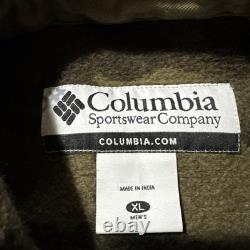 Columbia
Sportswear Company
COLUMBIA.COM
MADE IN INDIA
XL
MEN'S